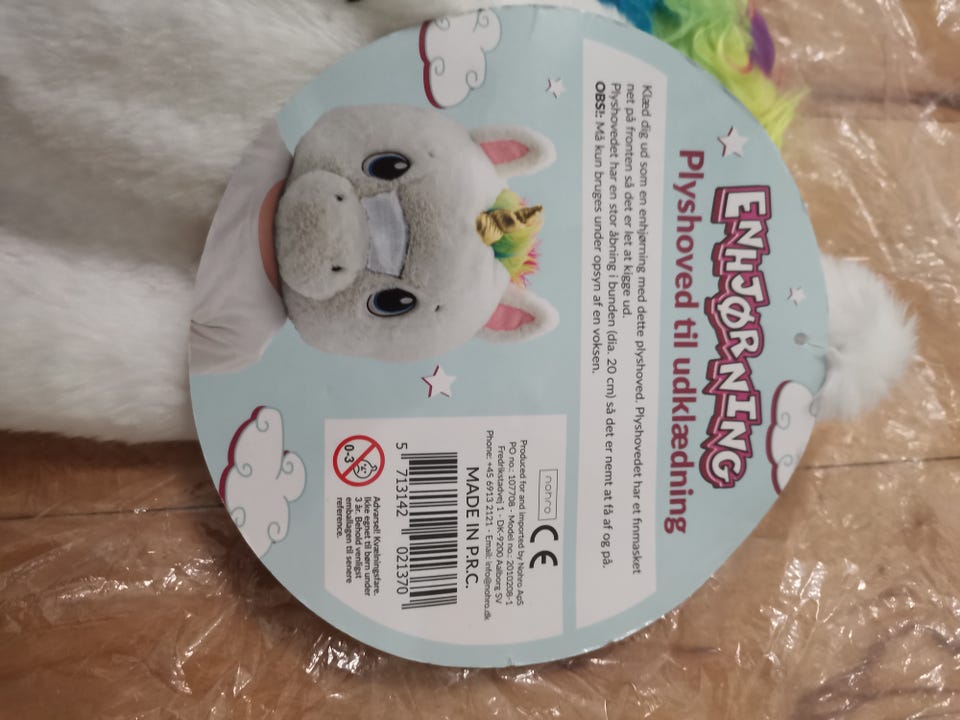 ENHJØRNING
Plyshoved til udklædning
Klæd dig ud som en enhjørning med dette plyshoved. Plyshovedet har et finmasket
net på fronten så det er let at kigge ud.
Plyshovedet har en stor åbning i bunden (dia. 20 cm) så det er nemt at få af og på.
OBS!: Må kun bruges under opsyn af en voksen.
nohro
CE
Produced for and imported by Nohro ApS
PO no.: 107708 - Model no.: 2010208-1
Fredrikstadvej 1 - DK-9200 Aalborg SV
Phone: +45 6913 2121 - Email: info@nohro.dk
MADE IN P.R.C.
5 713142 021370
0-3
Advarsel! Kvælningsfare.
Ikke egnet til børn under
3 år. Behold venligst
emballagen til senere
reference.